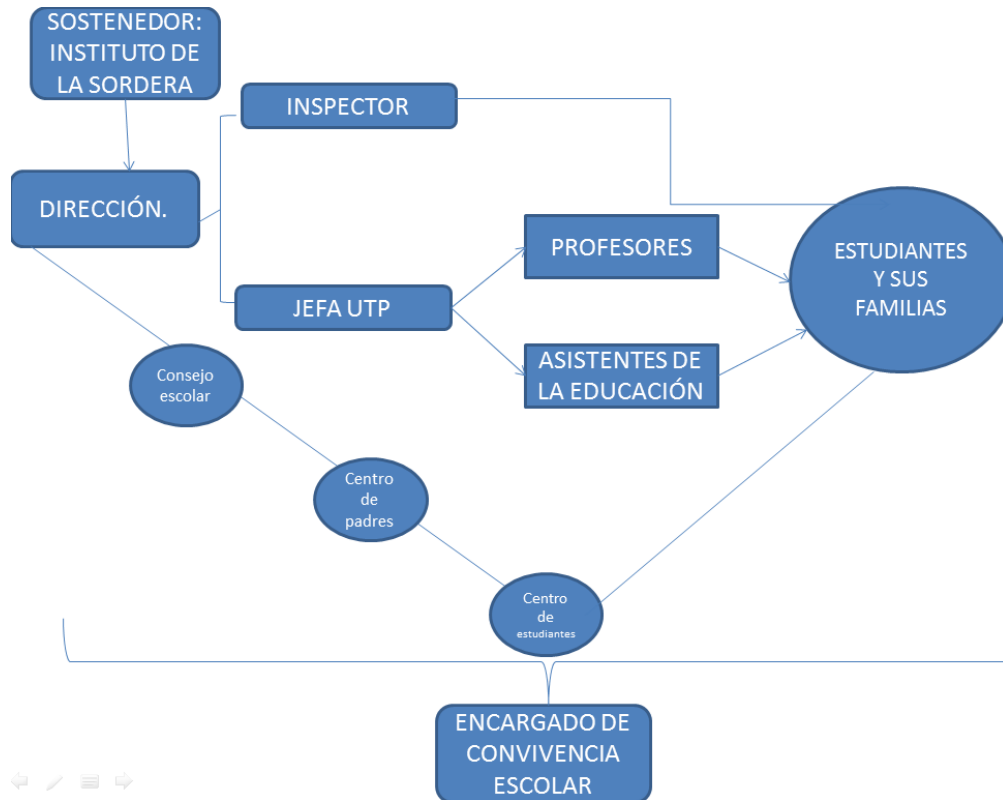 SOSTENEDOR:
INSTITUTO DE
LA SORDERA
INSPECTOR
DIRECCIÓN.
PROFESORES
ESTUDIANTES
Y SUS
FAMILIAS
JEFA UTP
ASISTENTES DE
LA EDUCACIÓN
Consejo
escolar
Centro
de
padres
Centro
de
estudiantes
ENCARGADO DE
CONVIVENCIA
ESCOLAR